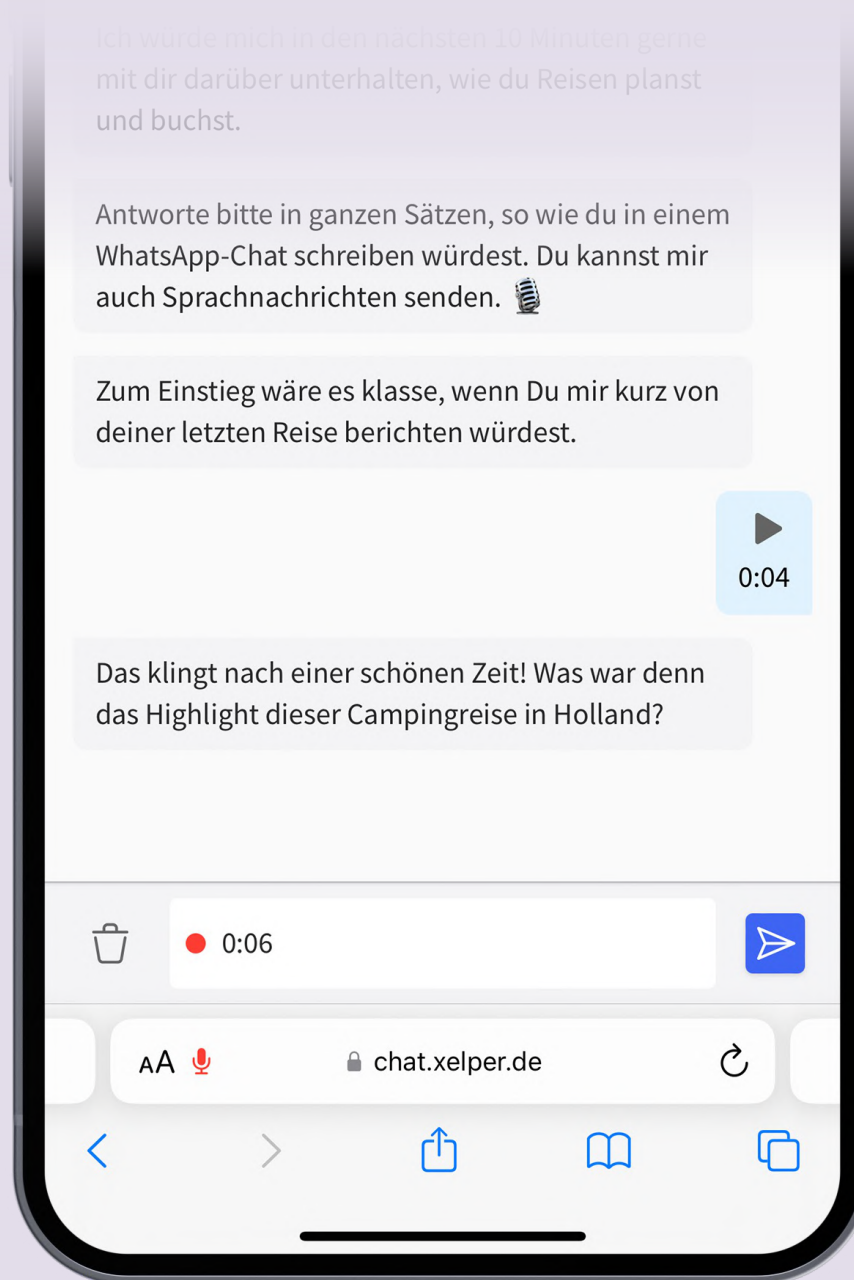 Ich würde mich in den nächsten 10 Minuten gerne
mit dir darüber unterhalten, wie du Reisen planst
und buchst.
Antworte bitte in ganzen Sätzen, so wie du in einem
WhatsApp-Chat schreiben würdest. Du kannst mir
auch Sprachnachrichten senden.
Zum Einstieg wäre es klasse, wenn Du mir kurz von
deiner letzten Reise berichten würdest.
0:04
Das klingt nach einer schönen Zeit! Was war denn
das Highlight dieser Campingreise in Holland?
0:06
AA
chat.xelper.de